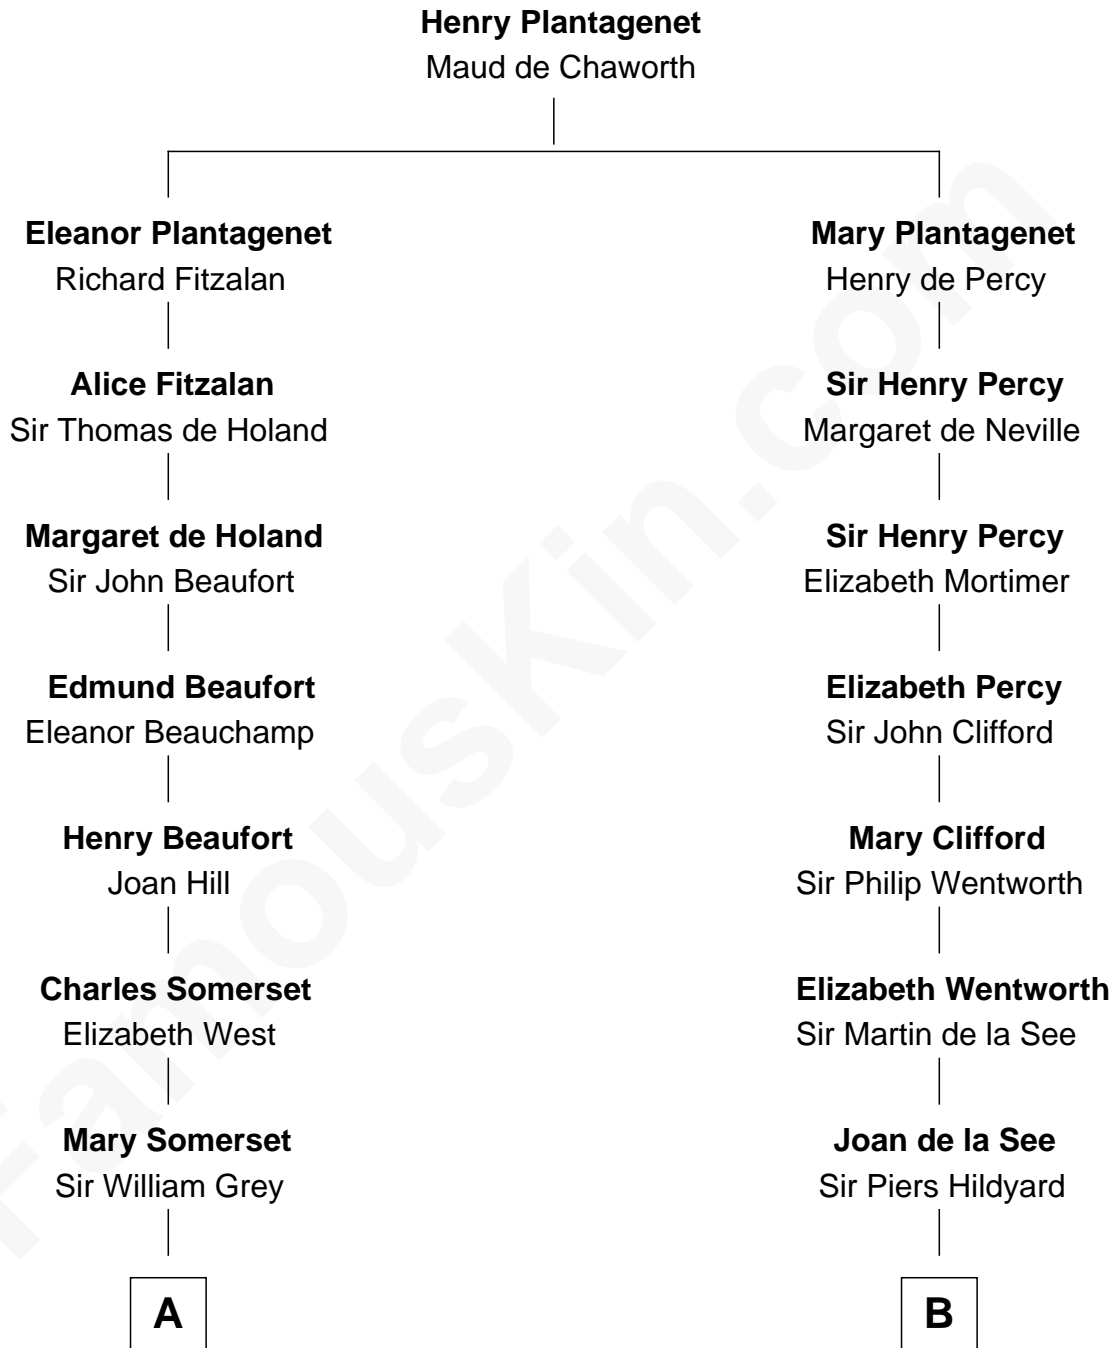 Henry Plantagenet
Maud de Chaworth
Eleanor Plantagenet
Richard Fitzalan
Mary Plantagenet
Henry de Percy
Alice Fitzalan
Sir Thomas de Holand
Sir Henry Percy
Margaret de Neville
Margaret de Holand
Sir John Beaufort
Sir Henry Percy
Elizabeth Mortimer
Edmund Beaufort
Eleanor Beauchamp
Elizabeth Percy
Sir John Clifford
Henry Beaufort
Joan Hill
Mary Clifford
Sir Philip Wentworth
Charles Somerset
Elizabeth West
Elizabeth Wentworth
Sir Martin de la See
Mary Somerset
Sir William Grey
Joan de la See
Sir Piers Hildyard
A
B
FamousKin.com